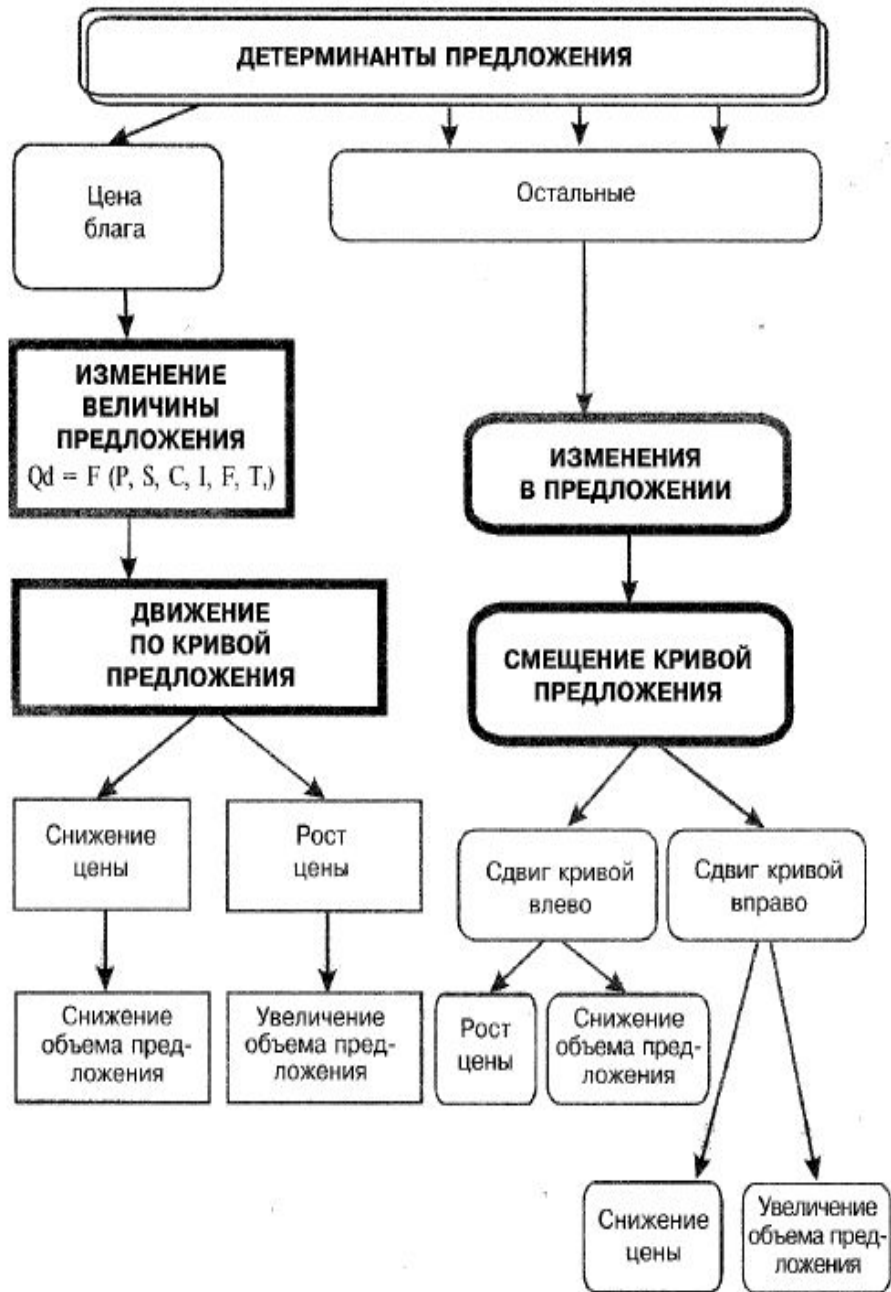 ДЕТЕРМИНАНТЫ ПРЕДЛОЖЕНИЯ
Цена
блага
Остальные
ИЗМЕНЕНИЕ
ВЕЛИЧИНЫ
ПРЕДЛОЖЕНИЯ
Qd = F (P, S, C, I, F, T,)
ИЗМЕНЕНИЯ
В ПРЕДЛОЖЕНИИ
ДВИЖЕНИЕ
ПО КРИВОЙ
ПРЕДЛОЖЕНИЯ
СМЕЩЕНИЕ КРИВОЙ
ПРЕДЛОЖЕНИЯ
Снижение
цены
Рост
цены
Сдвиг кривой
влево
Сдвиг кривой
вправо
Снижение
объема пред-
ложения
Увеличение
объема пред-
ложения
Рост
цены
Снижение
объема пред-
ложения
Снижение
цены
Увеличение
объема пред-
ложения